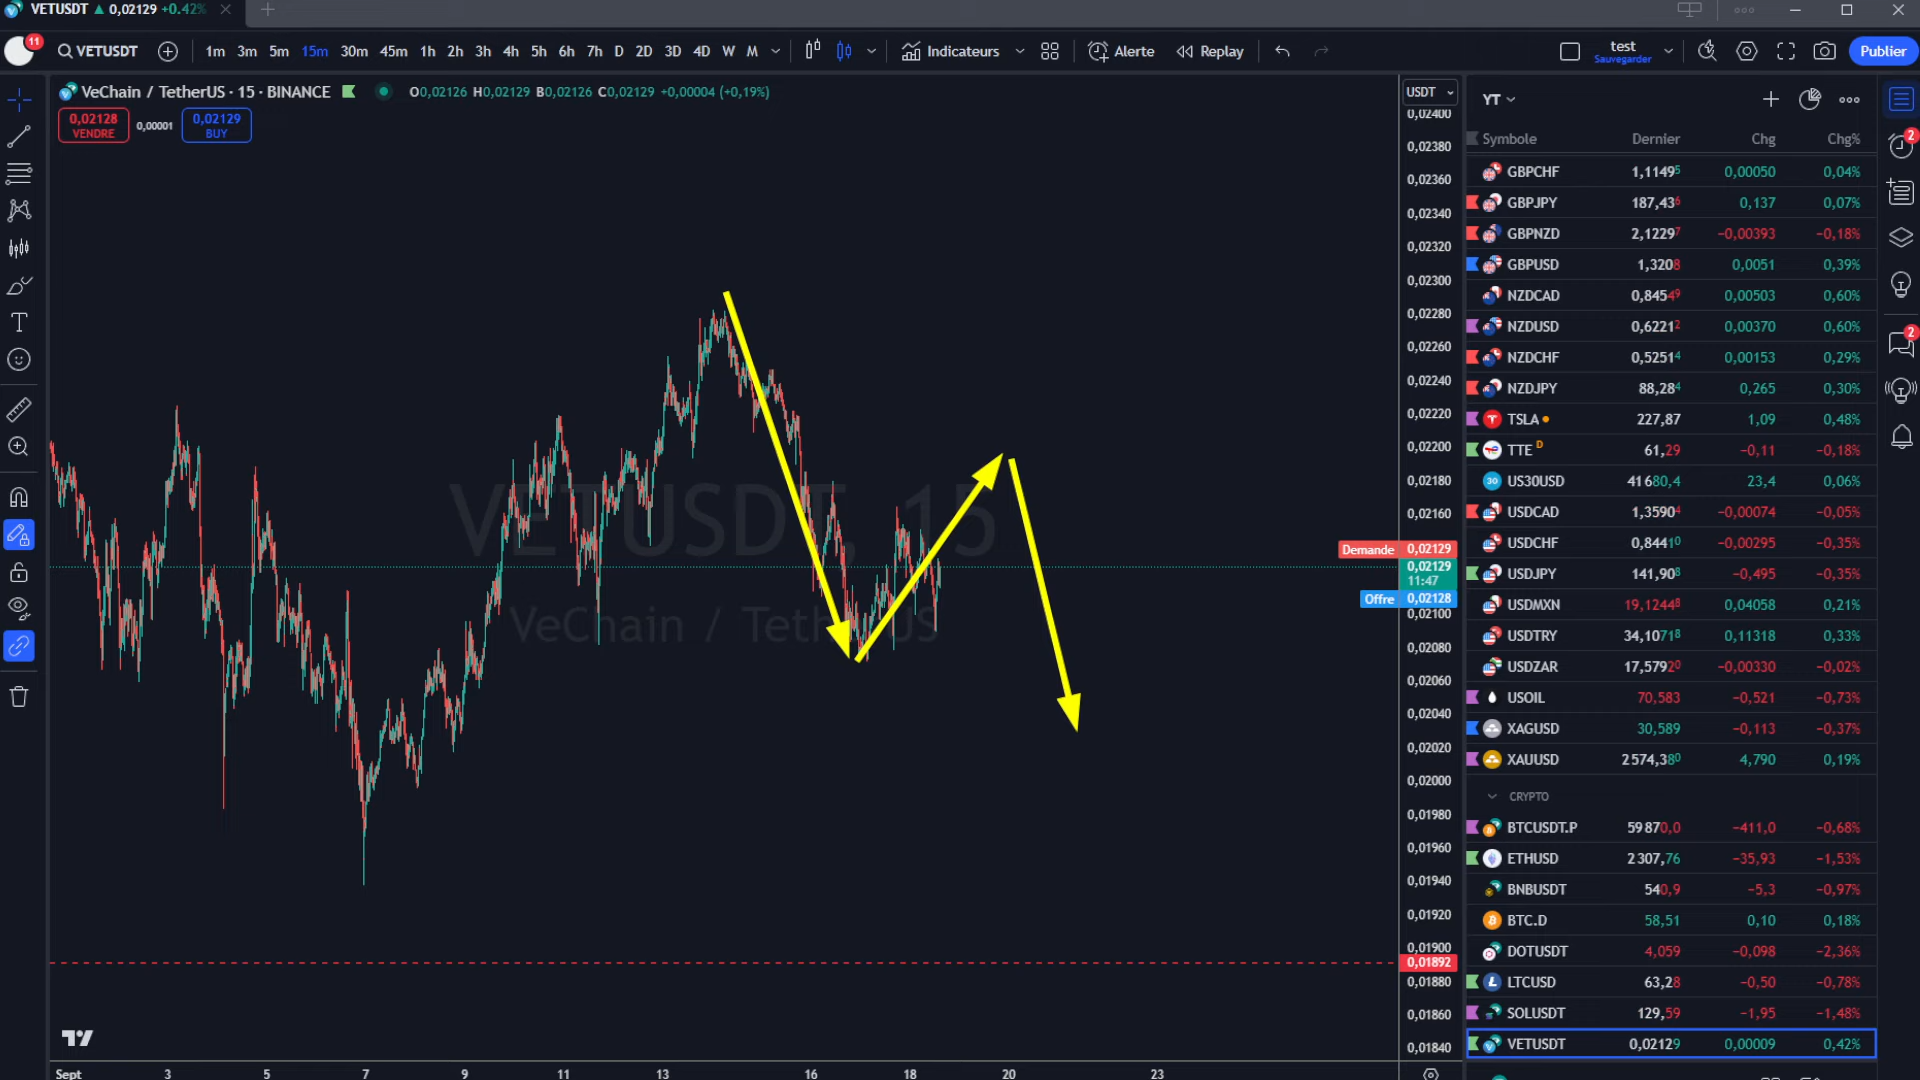 VETUSDT ▲ 0,02129 +0.42%
11
VETUSDT 1m 3m 5m 15m 30m 45m 1h 2h 3h 4h 5h 6h 7h D 2D 3D 4D W M Indicateurs Alerte Replay test Sauvegarder Publier
VeChain / TetherUS · 15 · BINANCE O0,02126 H0,02129 B0,02126 C0,02129 +0,00004 (+0,19%)
0,02128 VENDRE 0,00001 0,02129 BUY
VETUSDT, 15
VeChain / TetherUS
USDT
0,02400
0,02380
0,02360
0,02340
0,02320
0,02300
0,02280
0,02260
0,02240
0,02220
0,02200
0,02180
0,02160
Demande 0,02129
0,02129
11:47
Offre 0,02128
0,02100
0,02080
0,02060
0,02040
0,02020
0,02000
0,01980
0,01960
0,01940
0,01920
0,01900
0,01892
0,01880
0,01860
0,01840
Sept 3 5 7 9 11 13 16 18 20 23
YT
Symbole Dernier Chg Chg%
GBPCHF 1,11495 0,00050 0,04%
GBPJPY 187,436 0,137 0,07%
GBPNZD 2,12297 −0,00393 −0,18%
GBPUSD 1,3208 0,0051 0,39%
NZDCAD 0,84549 0,00503 0,60%
NZDUSD 0,62212 0,00370 0,60%
NZDCHF 0,52514 0,00153 0,29%
NZDJPY 88,284 0,265 0,30%
TSLA 227,87 1,09 0,48%
TTE D 61,29 −0,11 −0,18%
30 US30USD 41 680,4 23,4 0,06%
USDCAD 1,35904 −0,00074 −0,05%
USDCHF 0,84410 −0,00295 −0,35%
USDJPY 141,908 −0,495 −0,35%
USDMXN 19,12448 0,04058 0,21%
USDTRY 34,10718 0,11318 0,33%
USDZAR 17,57920 −0,00330 −0,02%
USOIL 70,583 −0,521 −0,73%
XAGUSD 30,589 −0,113 −0,37%
XAUUSD 2 574,380 4,790 0,19%
CRYPTO
BTCUSDT.P 59 870,0 −411,0 −0,68%
ETHUSD 2 307,76 −35,93 −1,53%
BNBUSDT 540,9 −5,3 −0,97%
BTC.D 58,51 0,10 0,18%
DOTUSDT 4,059 −0,098 −2,36%
LTCUSD 63,28 −0,50 −0,78%
SOLUSDT 129,59 −1,95 −1,48%
VETUSDT 0,02129 0,00009 0,42%
2
2